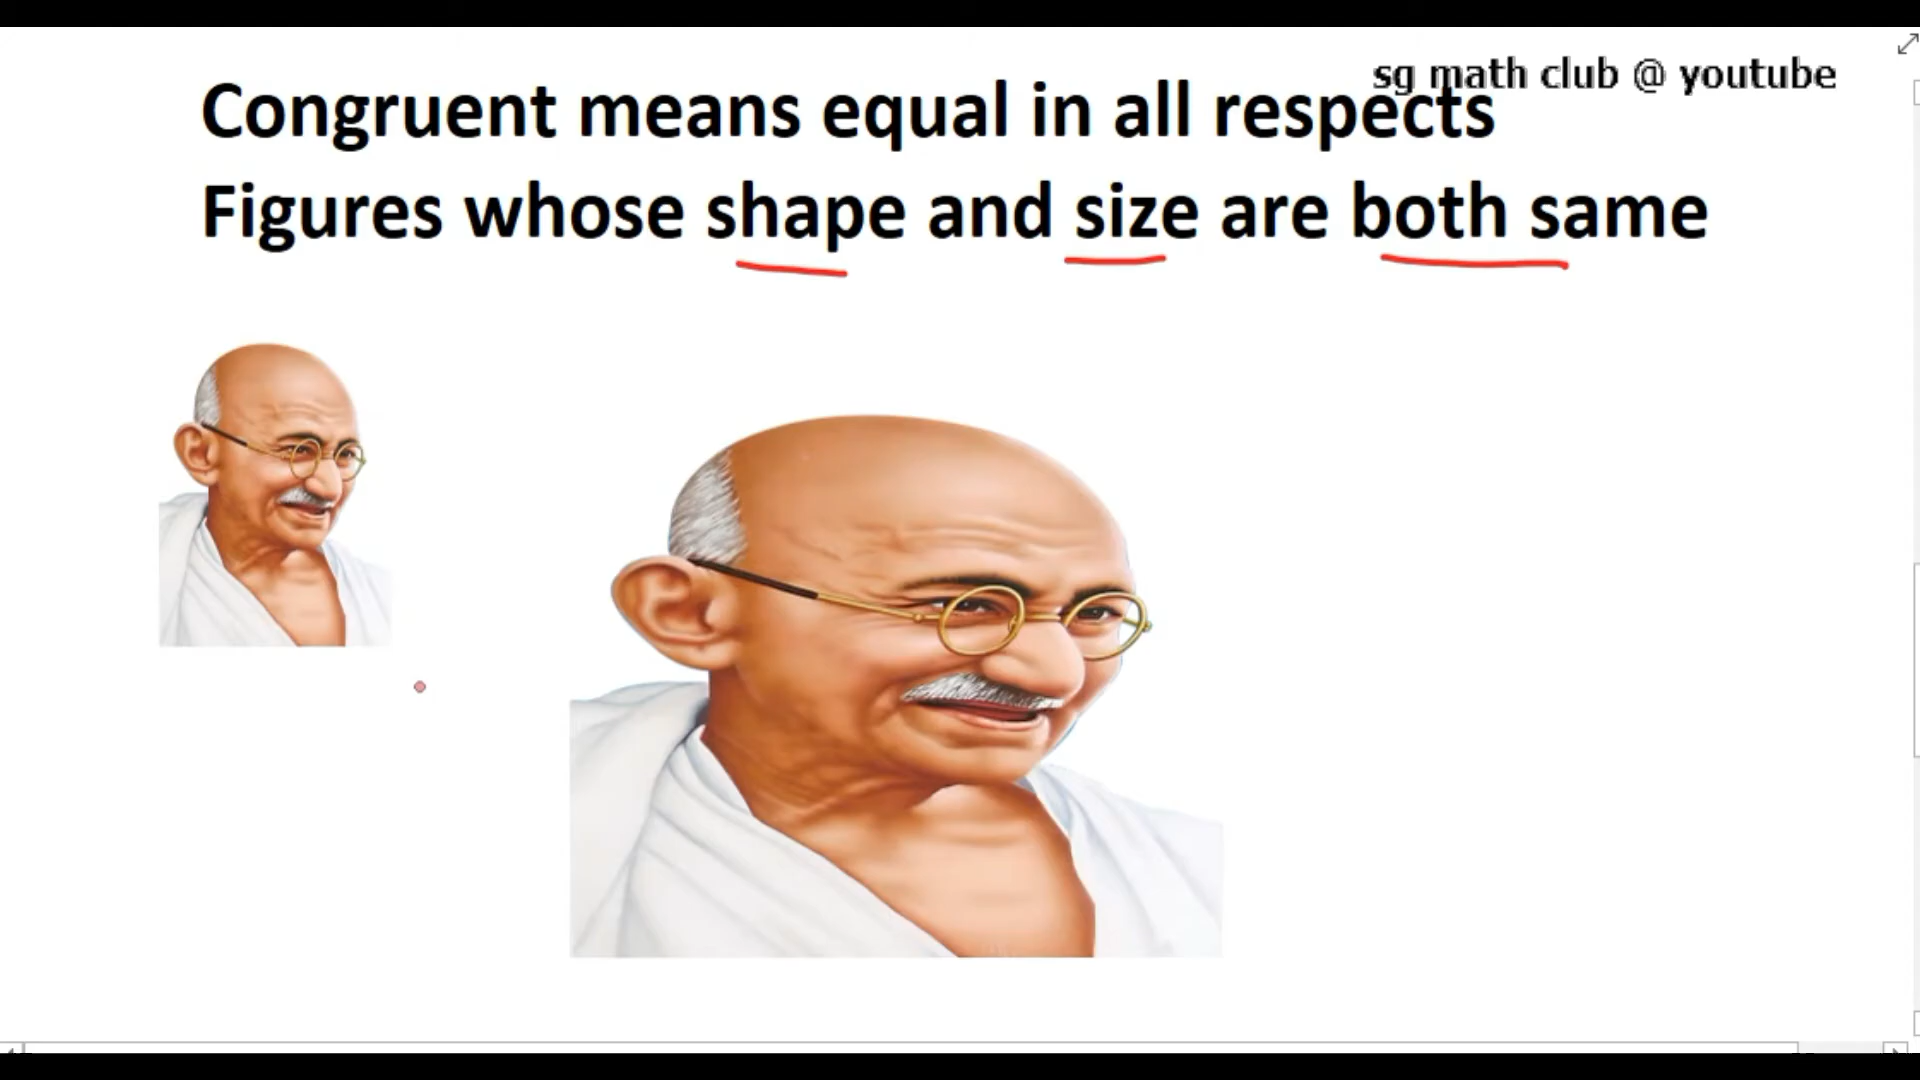 sg math club @ youtube
Congruent means equal in all respects
Figures whose shape and size are both same